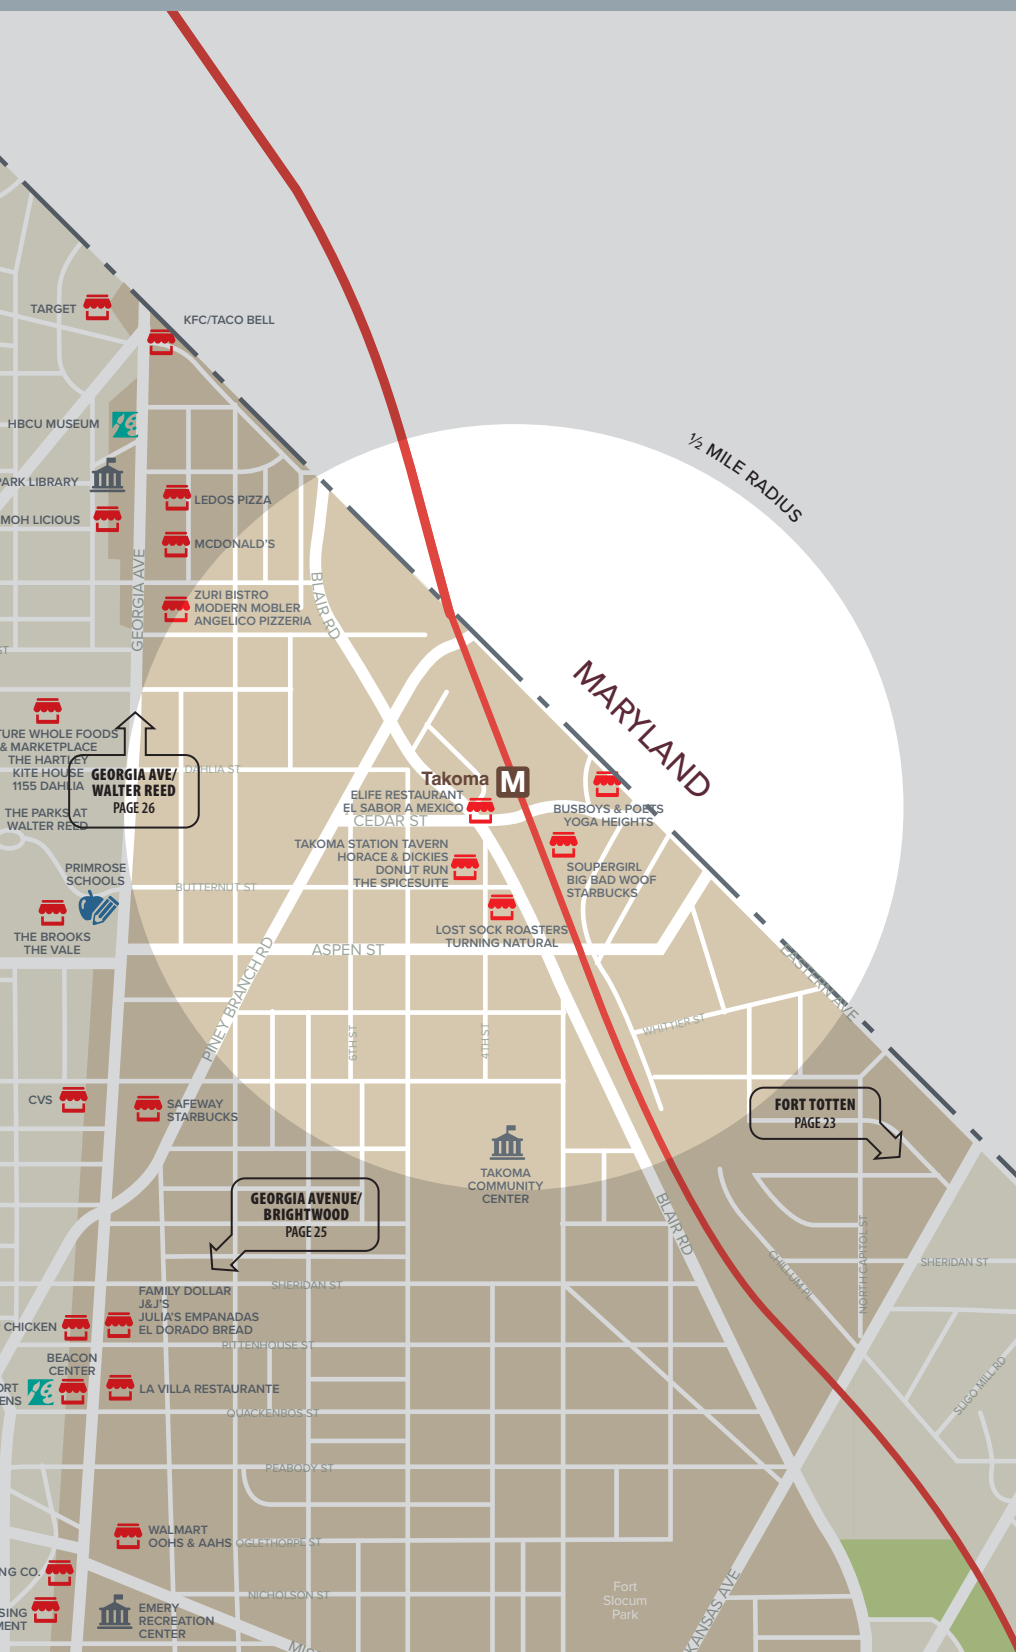 TARGET
KFC/TACO BELL
HBCU MUSEUM
PARK LIBRARY
MOH LICIOUS
LEDOS PIZZA
MCDONALD'S
ZURI BISTRO
MODERN MOBLER
ANGELICO PIZZERIA
GEORGIA AVE
BLAIR RD
½ MILE RADIUS
MARYLAND
ST
TURE WHOLE FOODS
& MARKETPLACE
THE HARTLEY
KITE HOUSE
1155 DAHLIA
THE PARKS AT
WALTER REED
GEORGIA AVE/
WALTER REED
PAGE 26
DAHLIA ST
Takoma
M
ELIFE RESTAURANT
EL SABOR A MEXICO
CEDAR ST
BUSBOYS & POETS
YOGA HEIGHTS
TAKOMA STATION TAVERN
HORACE & DICKIES
DONUT RUN
THE SPICESUITE
SOUPERGIRL
BIG BAD WOOF
STARBUCKS
PRIMROSE
SCHOOLS
BUTTERNUT ST
THE BROOKS
THE VALE
LOST SOCK ROASTERS
TURNING NATURAL
ASPEN ST
PINEY BRANCH RD
EASTERN AVE
WHITTIER ST
6TH ST
4TH ST
CVS
SAFEWAY
STARBUCKS
FORT TOTTEN
PAGE 23
TAKOMA
COMMUNITY
CENTER
GEORGIA AVENUE/
BRIGHTWOOD
PAGE 25
BLAIR RD
CHILLUM PL
NORTH CAPITOL ST
SHERIDAN ST
SHERIDAN ST
FAMILY DOLLAR
J&J'S
JULIA'S EMPANADAS
EL DORADO BREAD
CHICKEN
RITTENHOUSE ST
BEACON
CENTER
ORT
ENS
LA VILLA RESTAURANTE
SLIGO MILL RD
QUACKENBOS ST
PEABODY ST
WALMART
OOHS & AAHS
OGLETHORPE ST
NG CO.
NICHOLSON ST
SING
MENT
EMERY
RECREATION
CENTER
Fort
Slocum
Park
KANSAS AVE